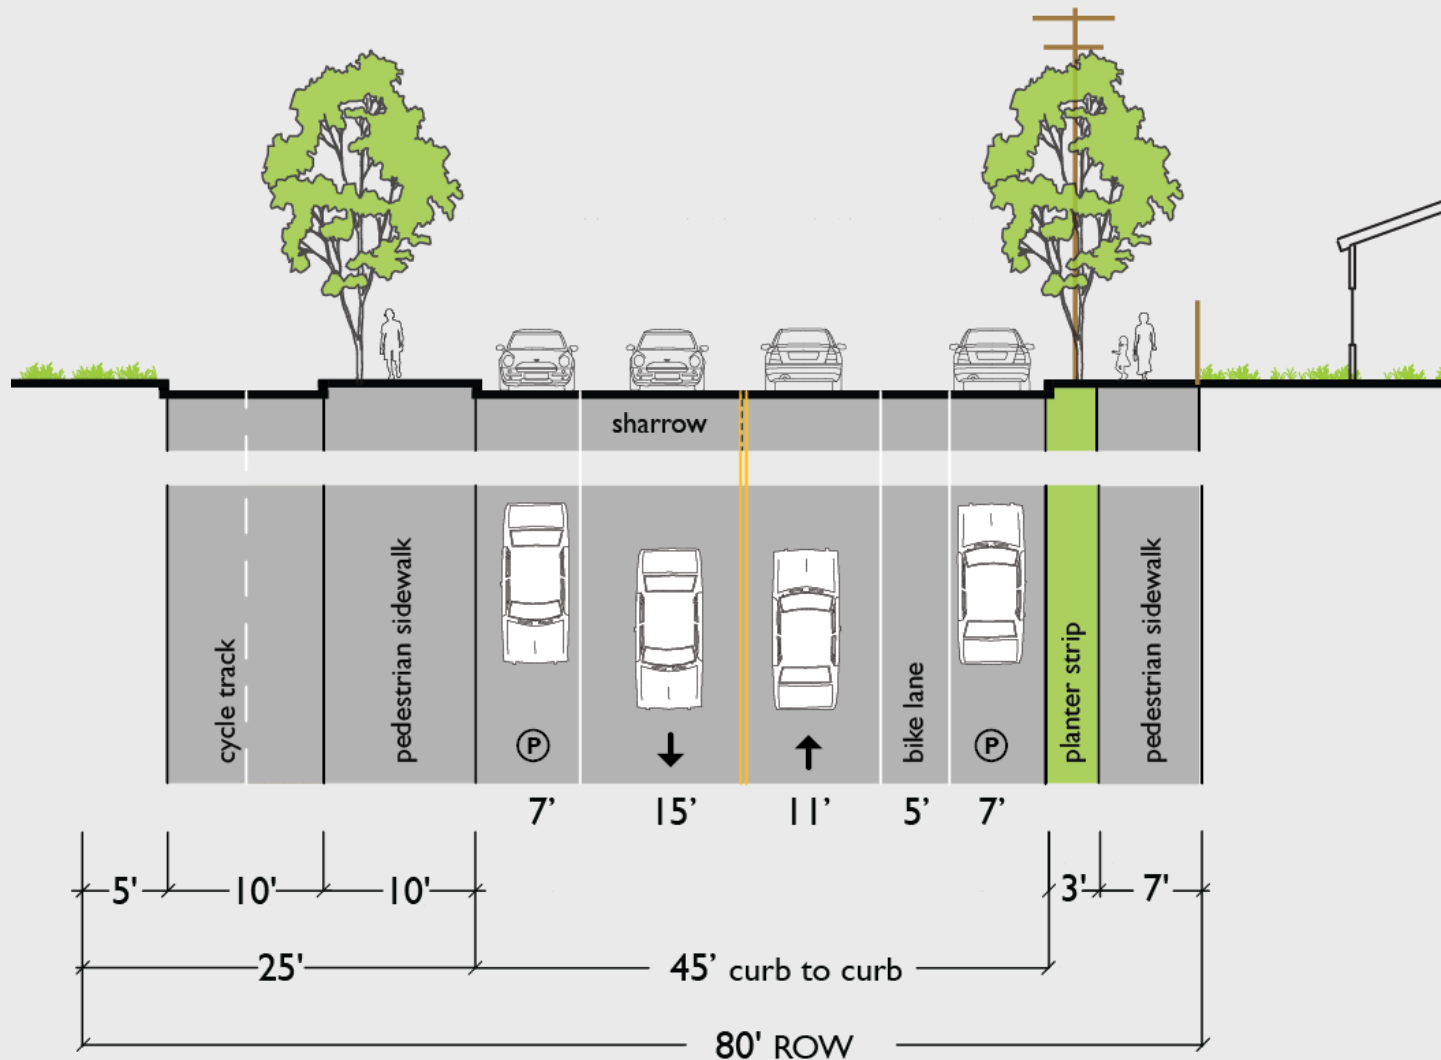 sharrow
cycle track
pedestrian sidewalk
P
bike lane
P
planter strip
pedestrian sidewalk
7’ 15’ 11’ 5’ 7’
5' 10' 10' 3' 7'
25' 45’ curb to curb
80' ROW